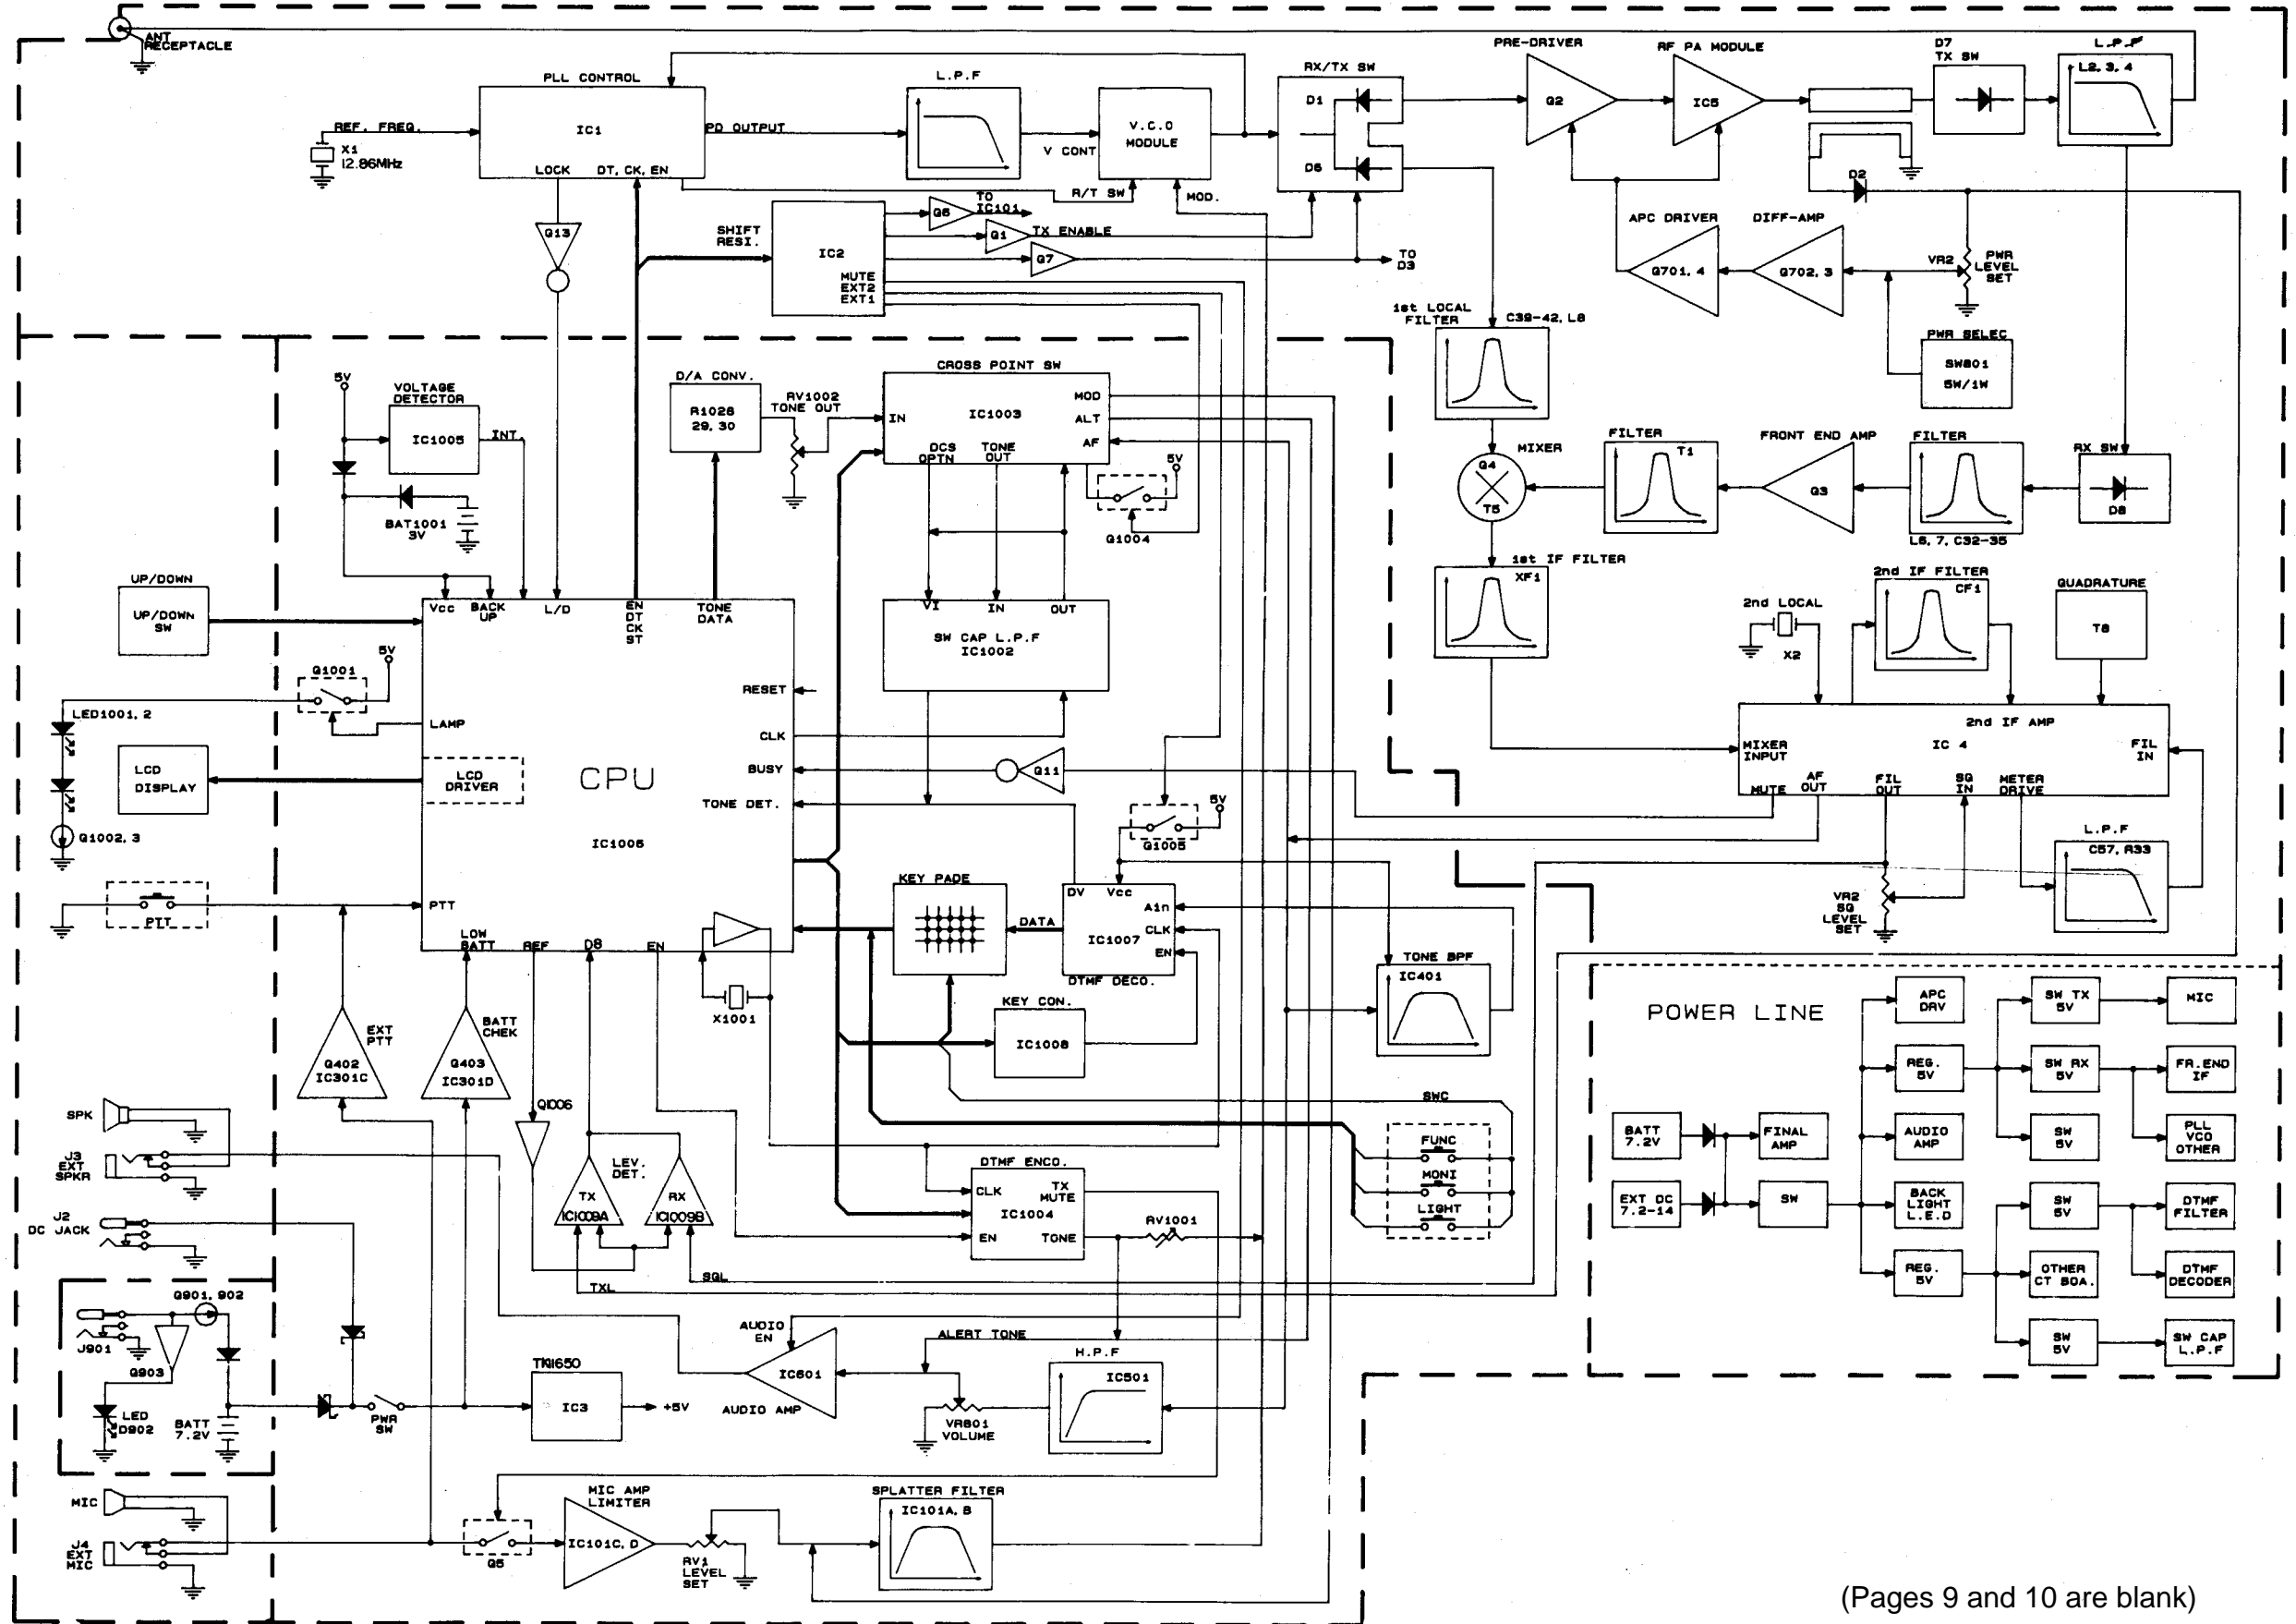 ANT
RECEPTACLE
PLL CONTROL
IC1
REF. FREQ.
X1
12.86MHz
LOCK
DT, CK, EN
PD OUTPUT
L.P.F
V CONT
V.C.O
MODULE
R/T SW
MOD.
RX/TX SW
D1
D6
PRE-DRIVER
Q2
RF PA MODULE
IC5
D7
TX SW
L.P.F
L2, 3, 4
D2
Q13
SHIFT
RESI.
IC2
MUTE
EXT2
EXT1
Q6
TO
IC101
Q1
TX ENABLE
Q7
TO
D3
APC DRIVER
Q701, 4
DIFF-AMP
Q702, 3
VR2
PWR
LEVEL
SET
PWR SELEC
SW801
5W/1W
1st LOCAL
FILTER
C39-42, L8
MIXER
Q4
T5
FILTER
T1
FRONT END AMP
Q3
FILTER
L6, 7, C32-35
RX SW
D8
1st IF FILTER
XF1
2nd LOCAL
X2
2nd IF FILTER
CF1
QUADRATURE
T8
2nd IF AMP
IC 4
MIXER
INPUT
FIL
IN
MUTE
AF
OUT
FIL
OUT
SQ
IN
METER
DRIVE
L.P.F
C57, R33
VR2
SQ
LEVEL
SET
5V
VOLTAGE
DETECTOR
IC1005
INT.
BAT1001
3V
D/A CONV.
R1028
29, 30
RV1002
TONE OUT
CROSS POINT SW
IC1003
IN
MOD
ALT
AF
DCS
OPTN
TONE
OUT
5V
Q1004
VI
IN
OUT
SW CAP L.P.F
IC1002
UP/DOWN
UP/DOWN
SW
Vcc
BACK
UP
L/D
EN
DT
CK
ST
TONE
DATA
Q1001
5V
LED1001, 2
LAMP
LCD
DISPLAY
LCD
DRIVER
CPU
IC1006
RESET
CLK
BUSY
TONE DET.
Q11
Q1002, 3
PTT
PTT
LOW
BATT
REF
D8
EN
X1001
5V
Q1005
KEY PADE
DATA
DV
Vcc
Ain
CLK
EN
IC1007
DTMF DECO.
KEY CON.
IC1008
TONE BPF
IC401
EXT
PTT
Q402
IC301C
BATT
CHEK
Q403
IC301D
Q1006
LEV.
DET.
TX
IC1009A
RX
IC1009B
TXL
SQL
DTMF ENCO.
CLK
TX
MUTE
IC1004
EN
TONE
RV1001
SWC
FUNC
MONI
LIGHT
SPK
J3
EXT
SPKR
J2
DC JACK
Q901, 902
J901
Q903
LED
D902
BATT
7.2V
PWR
SW
TK11650
IC3
+5V
AUDIO
EN
IC601
AUDIO AMP
ALERT TONE
VR801
VOLUME
H.P.F
IC501
MIC
J4
EXT
MIC
Q5
MIC AMP
LIMITER
IC101C, D
RV1
LEVEL
SET
SPLATTER FILTER
IC101A, B
POWER LINE
BATT
7.2V
EXT DC
7.2-14
FINAL
AMP
SW
APC
DRV
REG.
5V
AUDIO
AMP
BACK
LIGHT
L.E.D
REG.
5V
SW TX
5V
SW RX
5V
SW
5V
SW
5V
OTHER
CT BOA.
SW
5V
MIC
FR.END
IF
PLL
VCO
OTHER
DTMF
FILTER
DTMF
DECODER
SW CAP
L.P.F
(Pages 9 and 10 are blank)